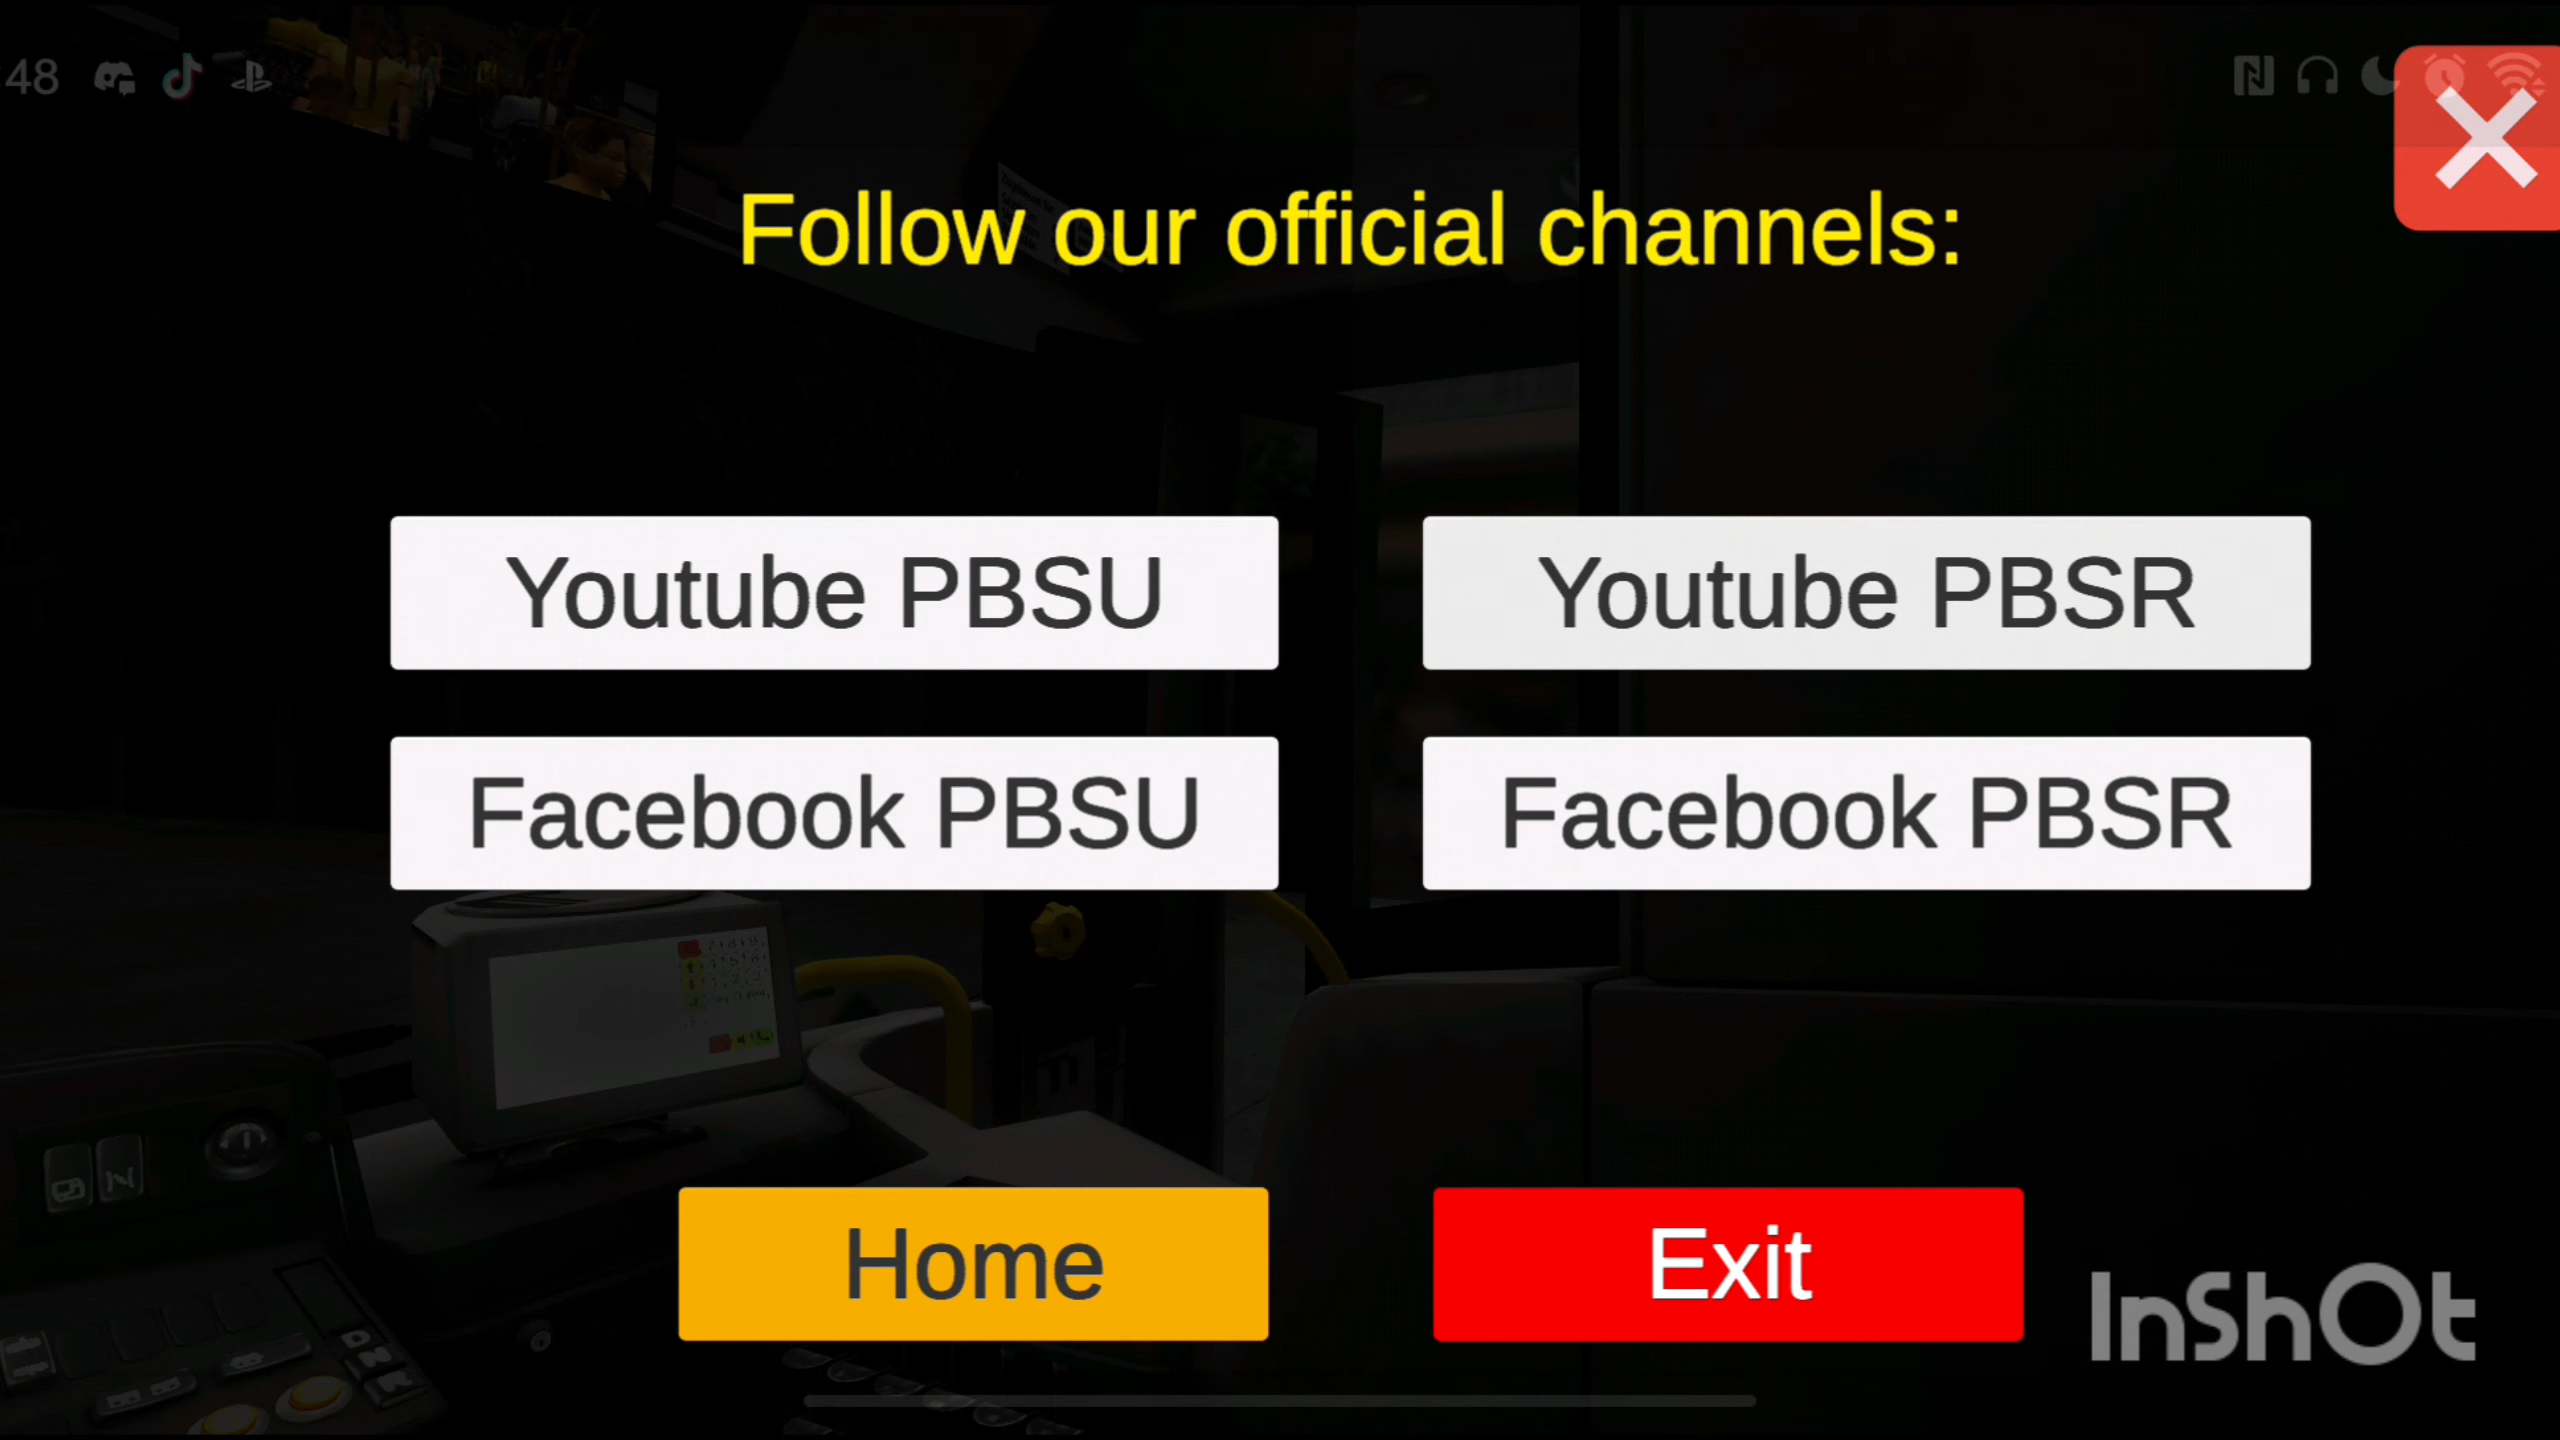 48
Follow our official channels:
Youtube PBSU
Youtube PBSR
Facebook PBSU
Facebook PBSR
Home
Exit
InShOt
D
N
R